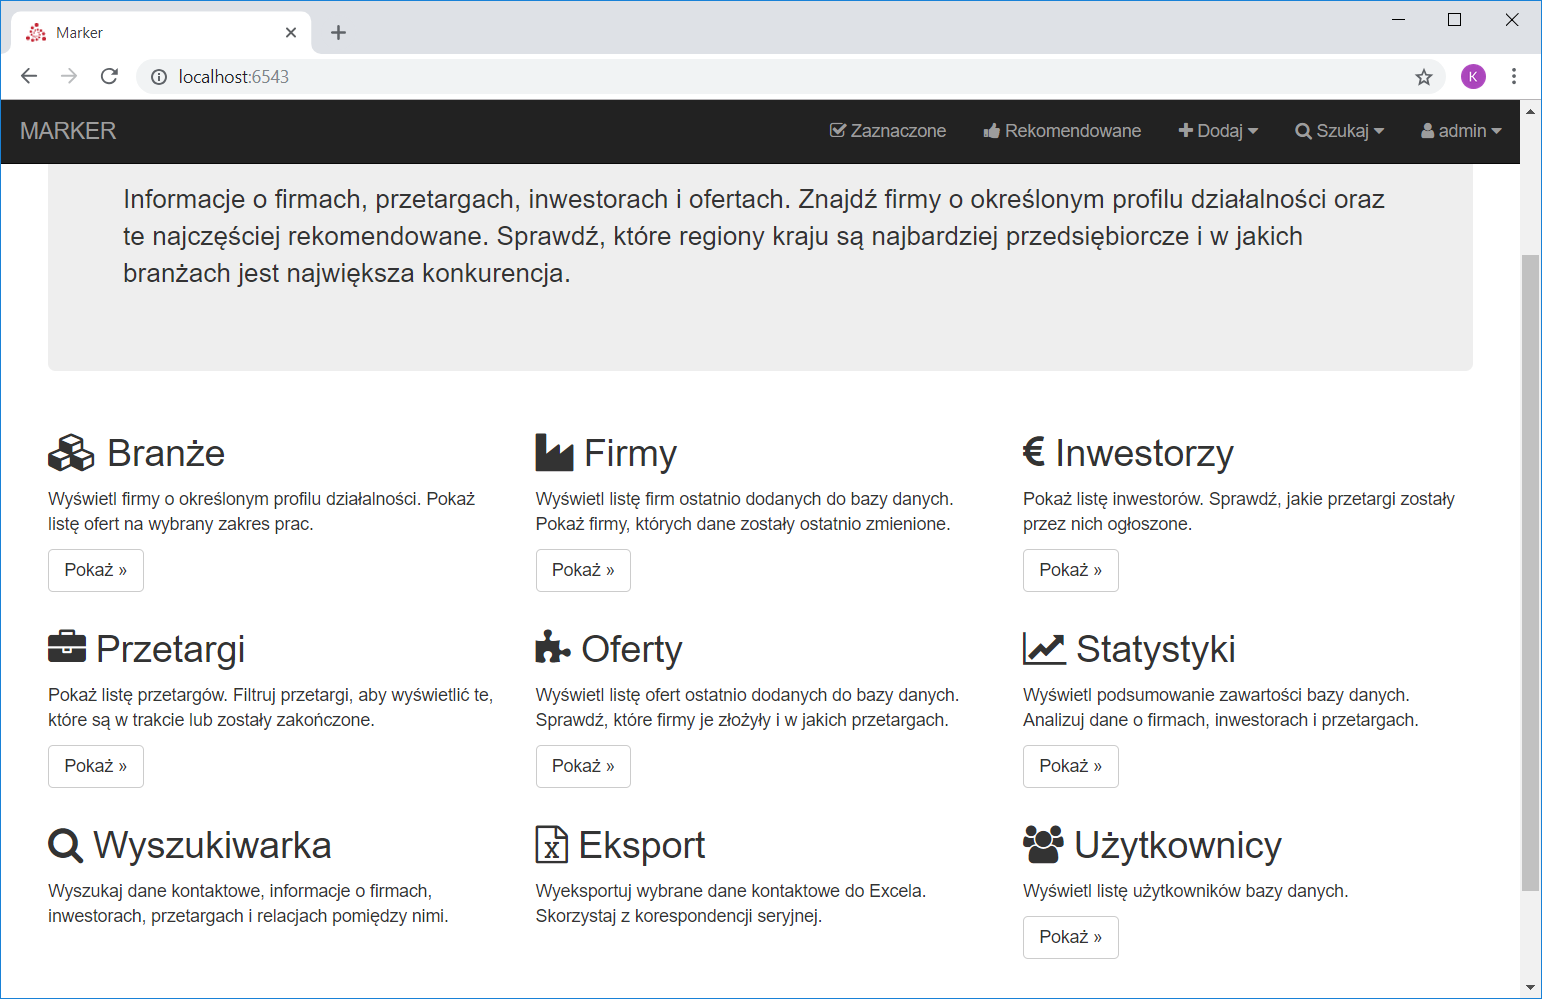 Marker
localhost:6543
K
MARKER
Zaznaczone
Rekomendowane
Dodaj
Szukaj
admin
Informacje o firmach, przetargach, inwestorach i ofertach. Znajdź firmy o określonym profilu działalności oraz
te najczęściej rekomendowane. Sprawdź, które regiony kraju są najbardziej przedsiębiorcze i w jakich
branżach jest największa konkurencja.
Branże
Wyświetl firmy o określonym profilu działalności. Pokaż
listę ofert na wybrany zakres prac.
Pokaż »
Firmy
Wyświetl listę firm ostatnio dodanych do bazy danych.
Pokaż firmy, których dane zostały ostatnio zmienione.
Pokaż »
€ Inwestorzy
Pokaż listę inwestorów. Sprawdź, jakie przetargi zostały
przez nich ogłoszone.
Pokaż »
Przetargi
Pokaż listę przetargów. Filtruj przetargi, aby wyświetlić te,
które są w trakcie lub zostały zakończone.
Pokaż »
Oferty
Wyświetl listę ofert ostatnio dodanych do bazy danych.
Sprawdź, które firmy je złożyły i w jakich przetargach.
Pokaż »
Statystyki
Wyświetl podsumowanie zawartości bazy danych.
Analizuj dane o firmach, inwestorach i przetargach.
Pokaż »
Wyszukiwarka
Wyszukaj dane kontaktowe, informacje o firmach,
inwestorach, przetargach i relacjach pomiędzy nimi.
Eksport
Wyeksportuj wybrane dane kontaktowe do Excela.
Skorzystaj z korespondencji seryjnej.
Użytkownicy
Wyświetl listę użytkowników bazy danych.
Pokaż »